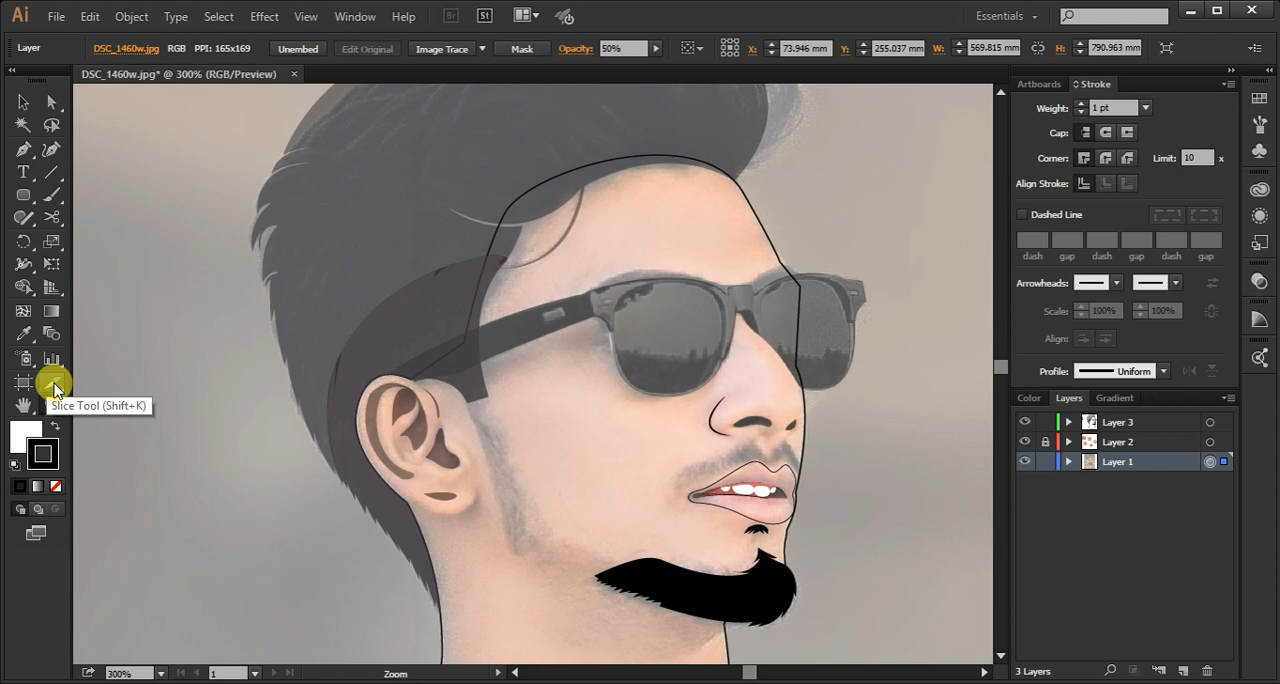 Ai File Edit Object Type Select Effect View Window Help Br St Essentials
Layer DSC_1460w.jpg RGB PPI: 165x169 Unembed Edit Original Image Trace Mask Opacity: 50% X: 73.946 mm Y: 255.037 mm W: 569.815 mm H: 790.963 mm
DSC_1460w.jpg* @ 300% (RGB/Preview)
Artboards Stroke
Weight: 1 pt
Cap:
Corner: Limit: 10 x
Align Stroke:
Dashed Line
dash gap dash gap dash gap
Arrowheads:
Scale: 100% 100%
Align:
Profile: Uniform
Color Layers Gradient
Layer 3
Layer 2
Layer 1
3 Layers
T
Slice Tool (Shift+K)
300% 1 Zoom